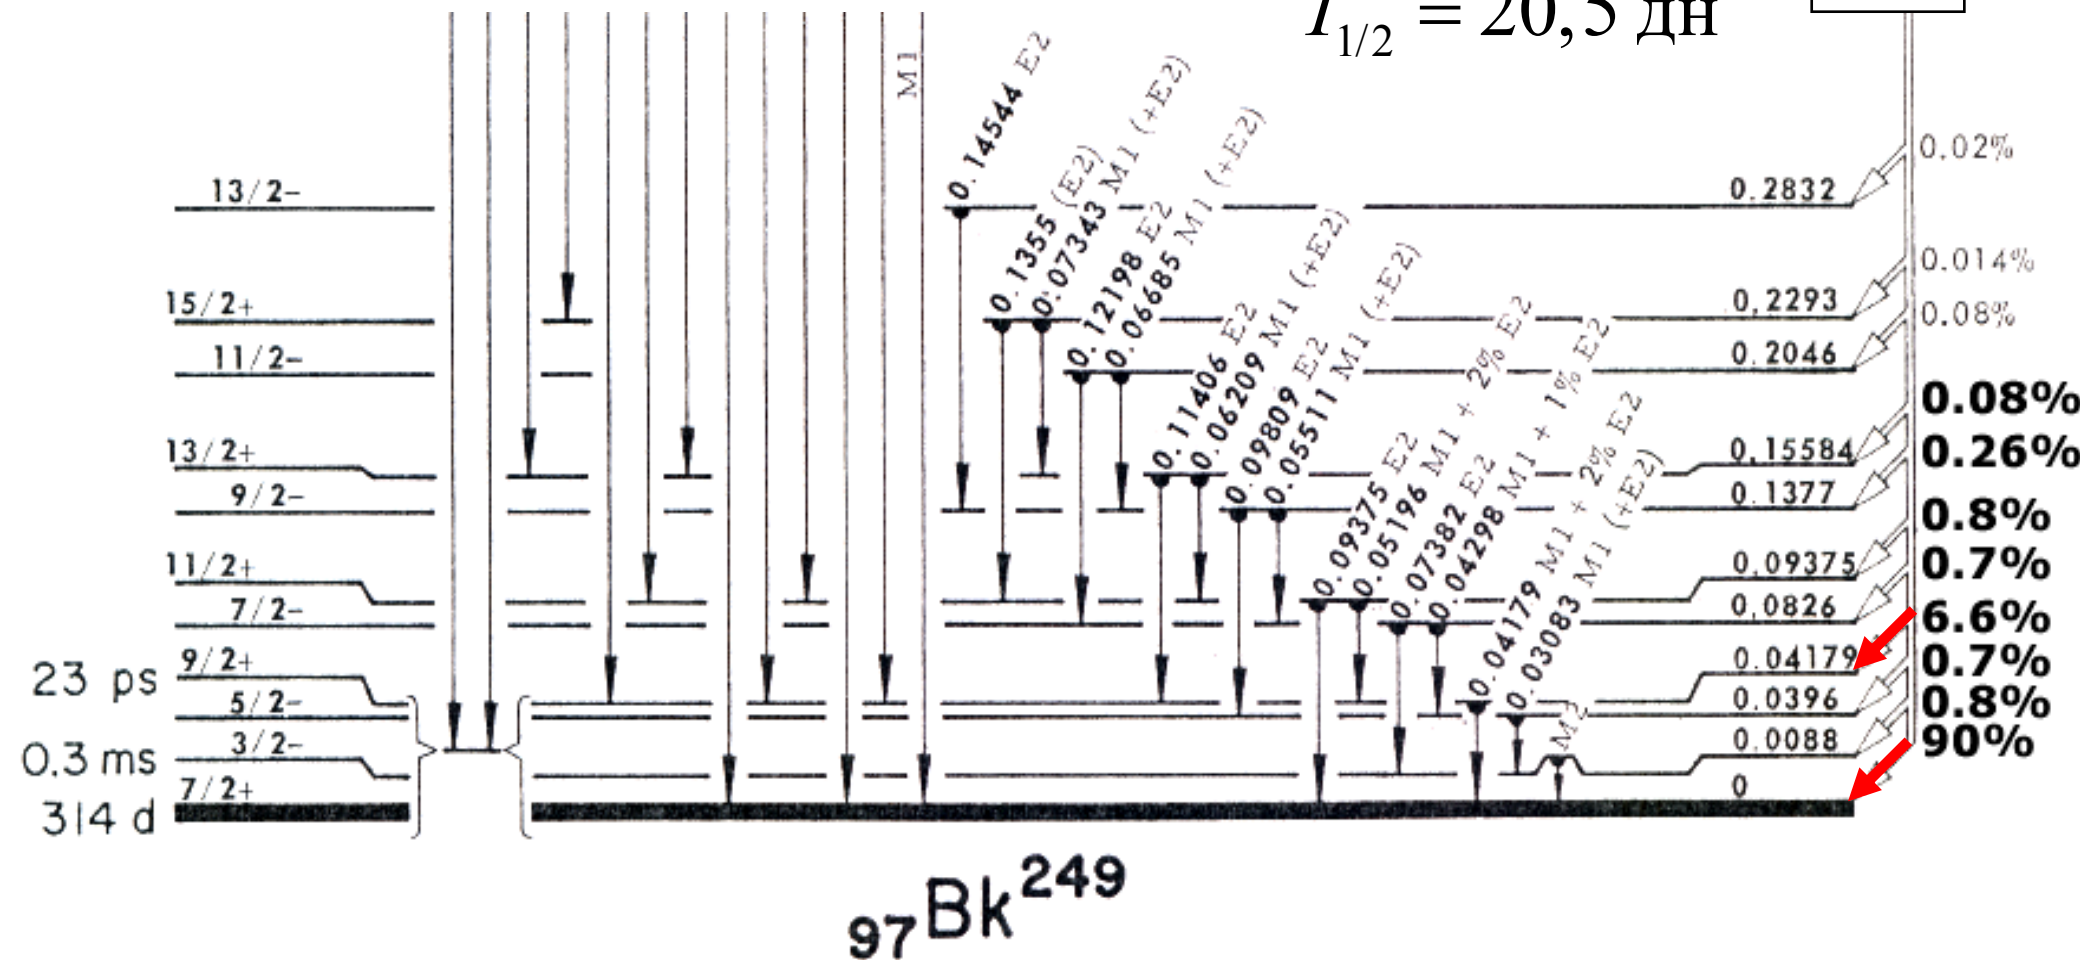 T1/2 = 20,5 дн
M1
0.14544 E2
0.1355 (E2)
0.07343 M1 (+E2)
0.12198 E2
0.06685 M1 (+E2)
0.11406 E2
0.06209 M1 (+E2)
0.09809 E2
0.05511 M1 (+E2)
0.09375 E2
0.05196 M1 + 2% E2
0.07382 E2
0.04298 M1 + 1% E2
0.04179 M1 + 2% E2
0.03083 M1 (+E2)
M2
13/2- 0.2832 0.02%
15/2+ 0,2293 0.014%
11/2- 0.2046 0.08%
13/2+ 0,15584 0.08%
9/2- 0.1377 0.26%
11/2+ 0.09375 0.8%
7/2- 0,0826 0.7%
23 ps 9/2+ 0.04179 6.6%
5/2- 0.0396 0.7%
0.3 ms 3/2- 0.0088 0.8%
314 d 7/2+ 0 90%
97Bk249